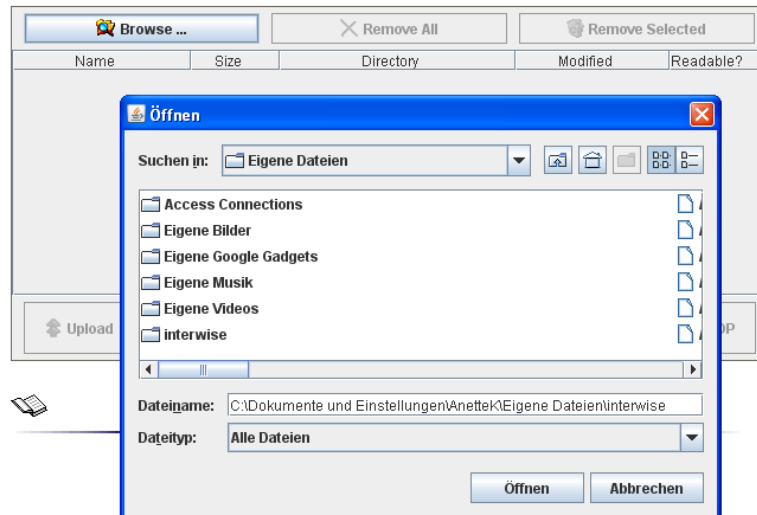 Browse ... Remove All Remove Selected
Name Size Directory Modified Readable?
Öffnen
Suchen in: Eigene Dateien
Access Connections
Eigene Bilder
Eigene Google Gadgets
Eigene Musik
Eigene Videos
interwise
Upload
Dateiname: C:\Dokumente und Einstellungen\AnetteK\Eigene Dateien\interwise
Dateityp: Alle Dateien
Öffnen Abbrechen